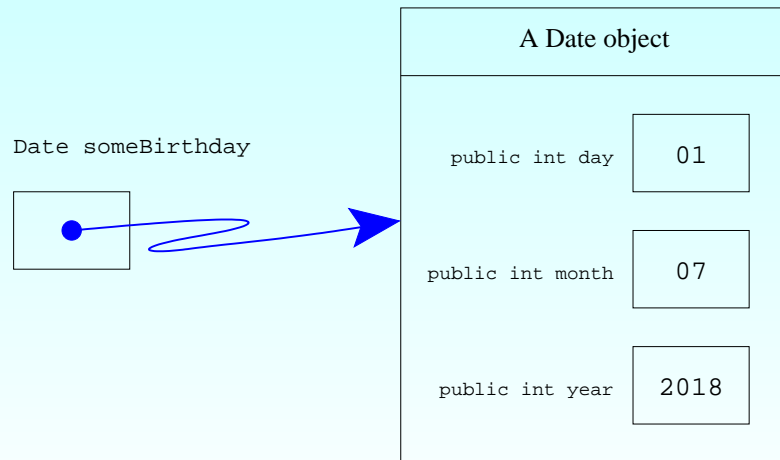 A Date object
Date someBirthday
public int day 01
public int month 07
public int year 2018